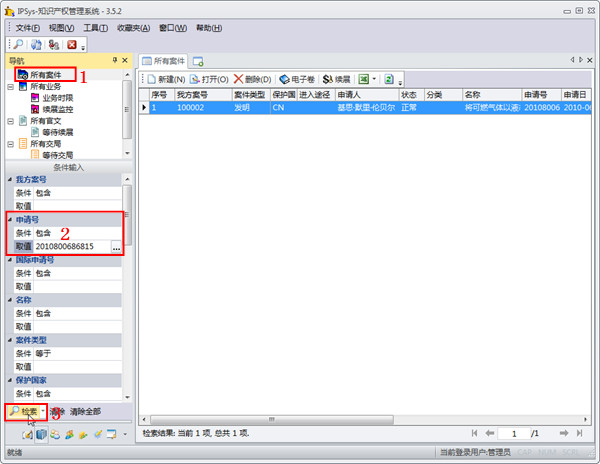 IPSys-知识产权管理系统 - 3.5.2
文件(F) 视图(V) 工具(T) 收藏夹(A) 窗口(W) 帮助(H)
导航
所有案件
1
所有业务
业务时限
续展监控
所有官文
等待续展
所有交局
等待交局
条件输入
我方案号
条件 包含
取值
申请号
条件 包含
2
取值 2010800686815 ...
国际申请号
条件 包含
取值
名称
条件 包含
取值
案件类型
条件 等于
取值
保护国家
条件 包含
检索 清除 清除全部
3
所有案件
新建(N) 打开(O) 删除(D) 电子卷 续展
序号 我方案号 案件类型 保护国 进入途径 申请人 状态 分类 名称 申请号 申请日
1 100002 发明 CN 基恩·默里·伦贝尔 正常 将可燃气体以液 20108006 2010-06
检索结果: 当前 1 项, 总共 1 项.
1 /1
就绪
当前登录用户:管理员 CAP NUM SCRL